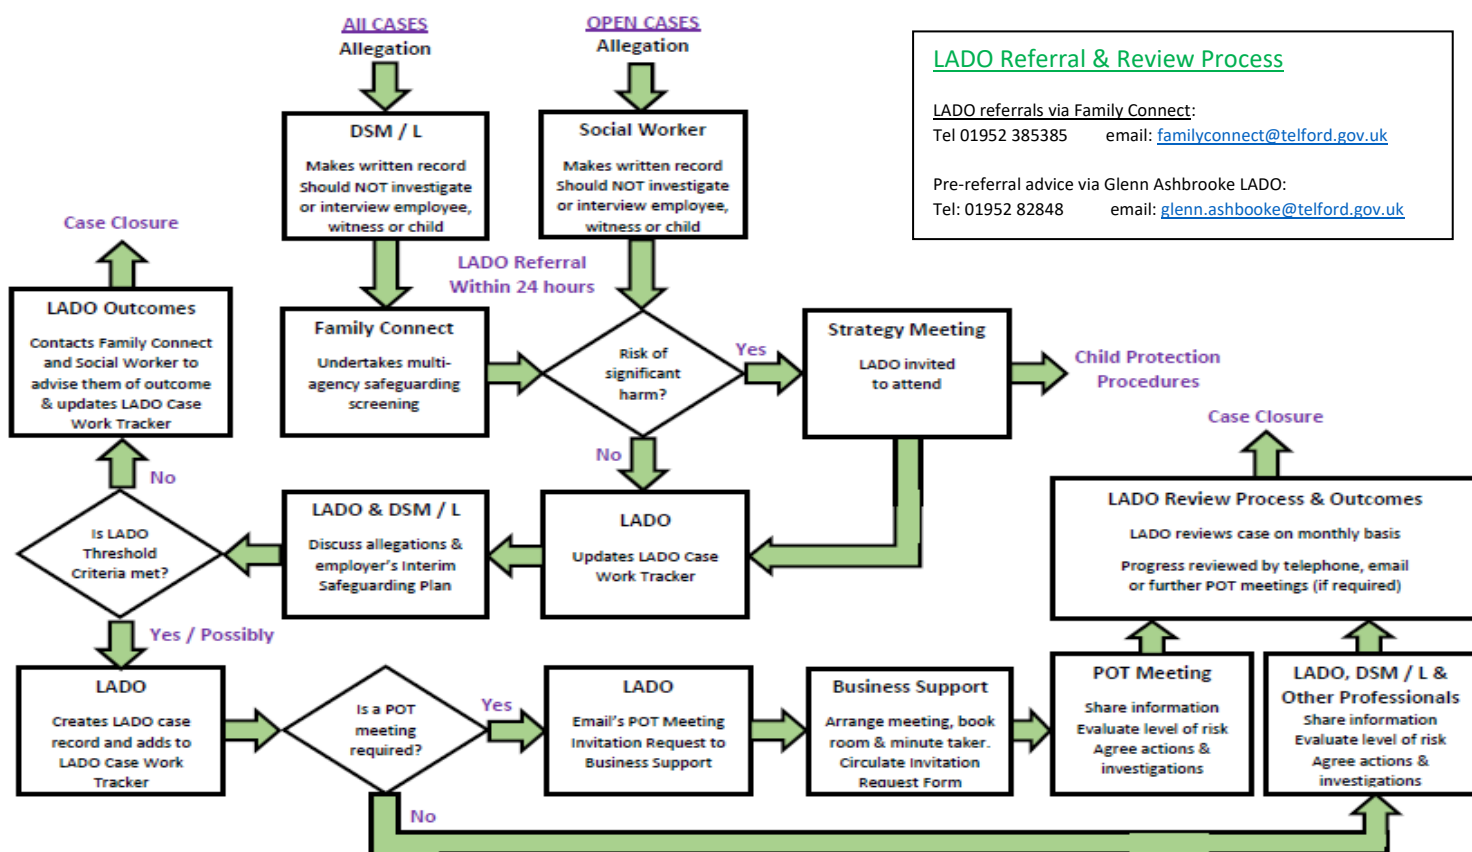 All CASES
Allegation
OPEN CASES
Allegation
LADO Referral & Review Process
LADO referrals via Family Connect:
Tel 01952 385385 email: familyconnect@telford.gov.uk
Pre-referral advice via Glenn Ashbrooke LADO:
Tel: 01952 82848 email: glenn.ashbooke@telford.gov.uk
DSM / L
Makes written record
Should NOT investigate
or interview employee,
witness or child
Social Worker
Makes written record
Should NOT investigate
or interview employee,
witness or child
LADO Referral
Within 24 hours
Case Closure
LADO Outcomes
Contacts Family Connect
and Social Worker to
advise them of outcome
& updates LADO Case
Work Tracker
Family Connect
Undertakes multi-
agency safeguarding
screening
Risk of
significant
harm?
Yes
Strategy Meeting
LADO invited
to attend
Child Protection
Procedures
No
No
Is LADO
Threshold
Criteria met?
LADO & DSM / L
Discuss allegations &
employer's Interim
Safeguarding Plan
LADO
Updates LADO Case
Work Tracker
Case Closure
LADO Review Process & Outcomes
LADO reviews case on monthly basis
Progress reviewed by telephone, email
or further POT meetings (if required)
Yes / Possibly
LADO
Creates LADO case
record and adds to
LADO Case Work
Tracker
Is a POT
meeting
required?
Yes
LADO
Email's POT Meeting
Invitation Request to
Business Support
Business Support
Arrange meeting, book
room & minute taker.
Circulate Invitation
Request Form
POT Meeting
Share information
Evaluate level of risk
Agree actions &
investigations
LADO, DSM / L &
Other Professionals
Share information
Evaluate level of risk
Agree actions &
investigations
No